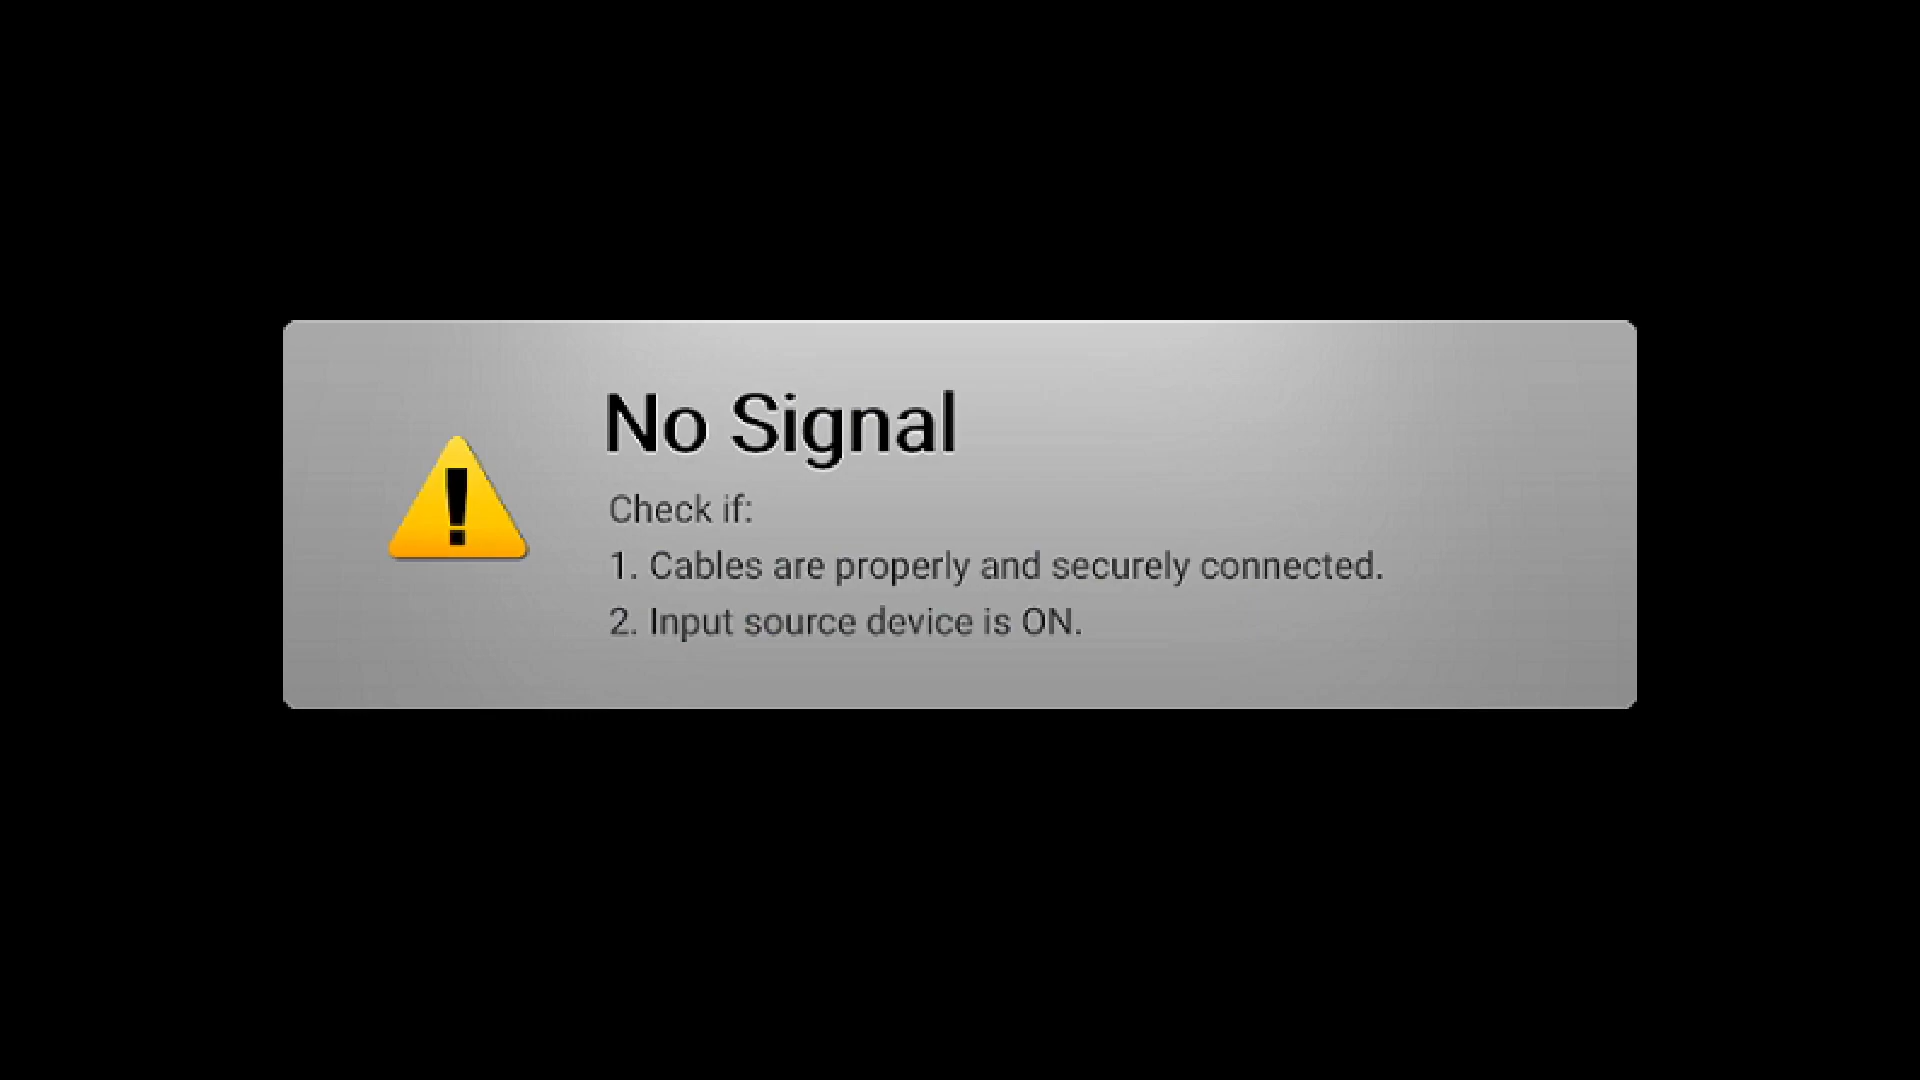 No Signal
Check if:
1. Cables are properly and securely connected.
2. Input source device is ON.